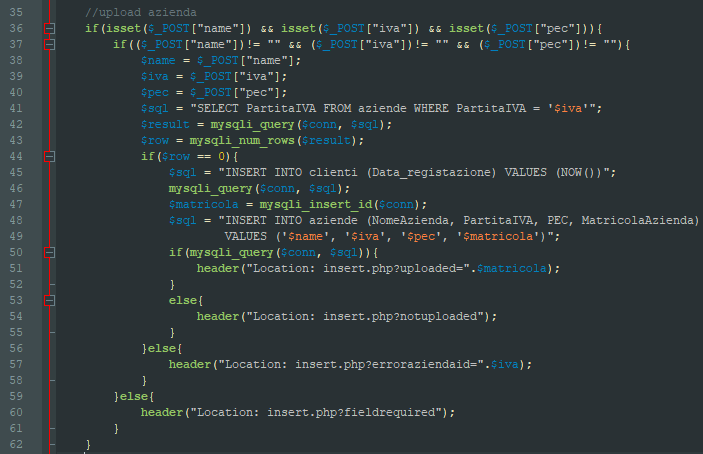 35 //upload azienda
36 if(isset($_POST["name"]) && isset($_POST["iva"]) && isset($_POST["pec"])){
37 if(($_POST["name"])!= "" && ($_POST["iva"])!= "" && ($_POST["pec"])!= ""){
38 $name = $_POST["name"];
39 $iva = $_POST["iva"];
40 $pec = $_POST["pec"];
41 $sql = "SELECT PartitaIVA FROM aziende WHERE PartitaIVA = '$iva'";
42 $result = mysqli_query($conn, $sql);
43 $row = mysqli_num_rows($result);
44 if($row == 0){
45 $sql = "INSERT INTO clienti (Data_registazione) VALUES (NOW())";
46 mysqli_query($conn, $sql);
47 $matricola = mysqli_insert_id($conn);
48 $sql = "INSERT INTO aziende (NomeAzienda, PartitaIVA, PEC, MatricolaAzienda)
49 VALUES ('$name', '$iva', '$pec', '$matricola')";
50 if(mysqli_query($conn, $sql)){
51 header("Location: insert.php?uploaded=".$matricola);
52 }
53 else{
54 header("Location: insert.php?notuploaded");
55 }
56 }else{
57 header("Location: insert.php?erroraziendaid=".$iva);
58 }
59 }else{
60 header("Location: insert.php?fieldrequired");
61 }
62 }